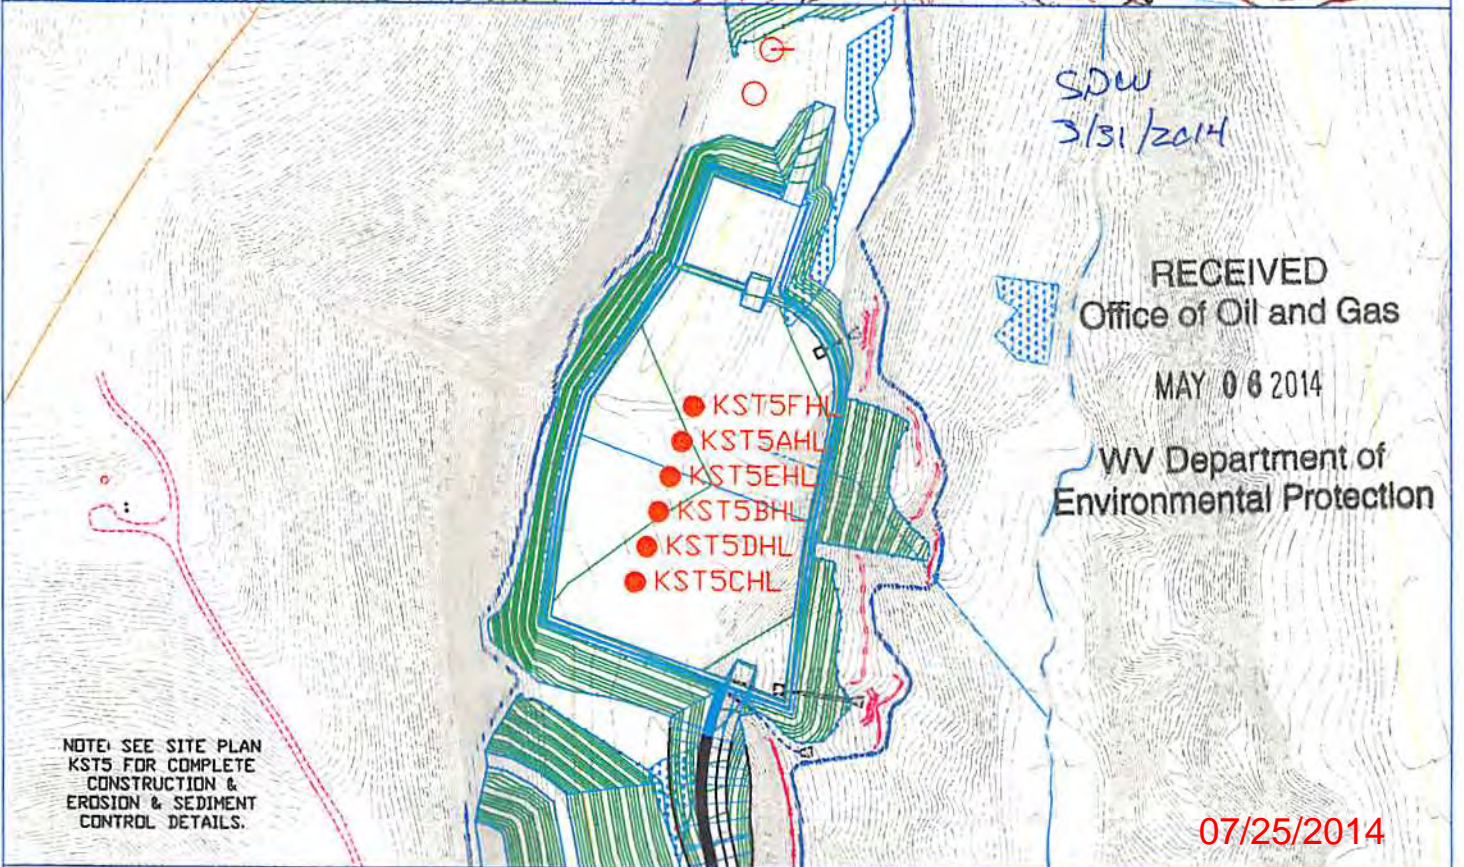 SDW
3/31/2014
RECEIVED
Office of Oil and Gas
MAY 06 2014
WV Department of
Environmental Protection
KST5FHL
KST5AHL
KST5EHL
KST5BHL
KST5DHL
KST5CHL
NOTE: SEE SITE PLAN
KST5 FOR COMPLETE
CONSTRUCTION &
EROSION & SEDIMENT
CONTROL DETAILS.
07/25/2014